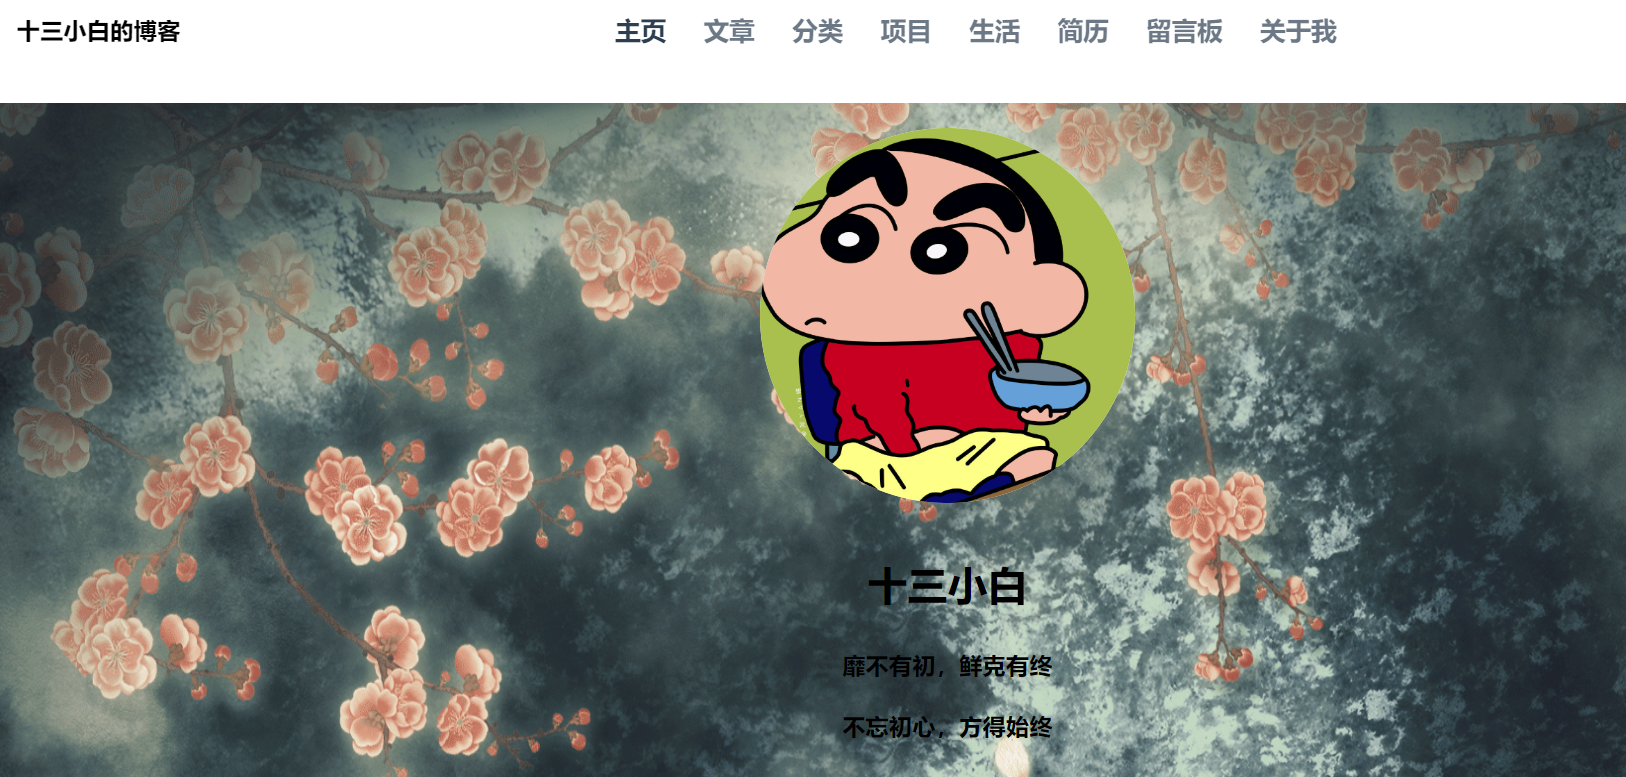 十三小白的博客
主页 文章 分类 项目 生活 简历 留言板 关于我
十三小白
靡不有初，鲜克有终
不忘初心，方得始终